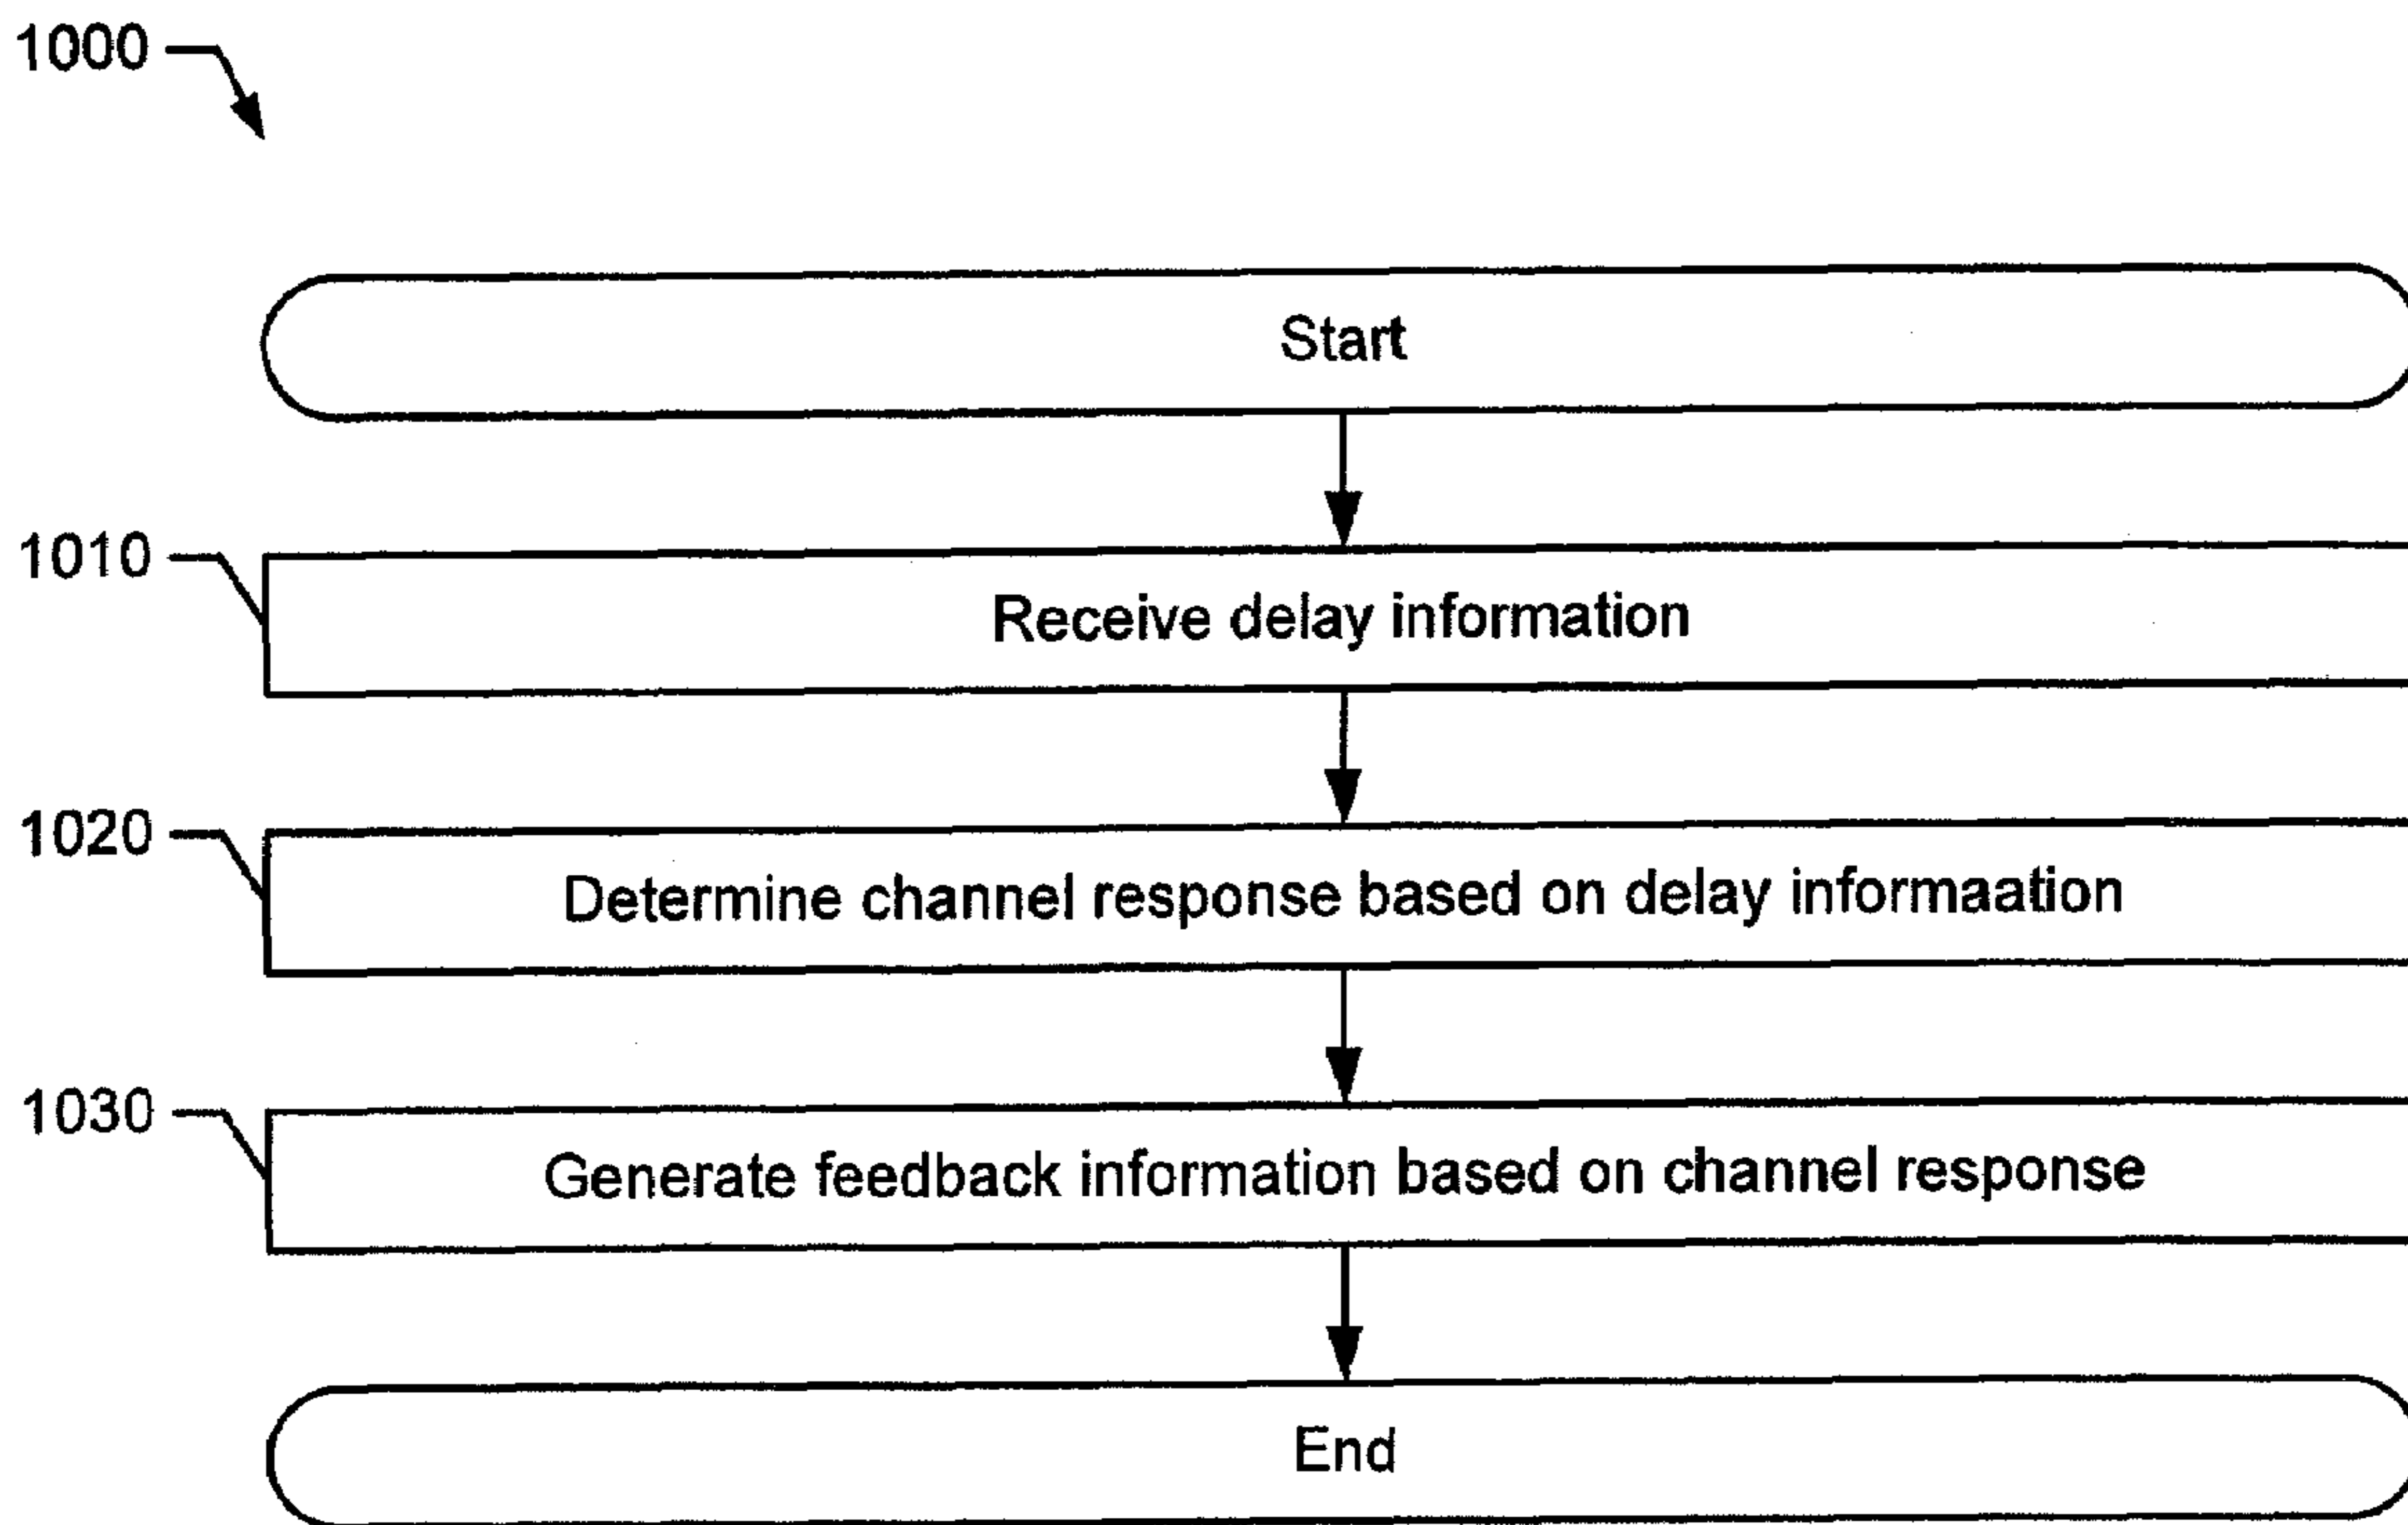 1000
Start
1010
Receive delay information
1020
Determine channel response based on delay informaation
1030
Generate feedback information based on channel response
End